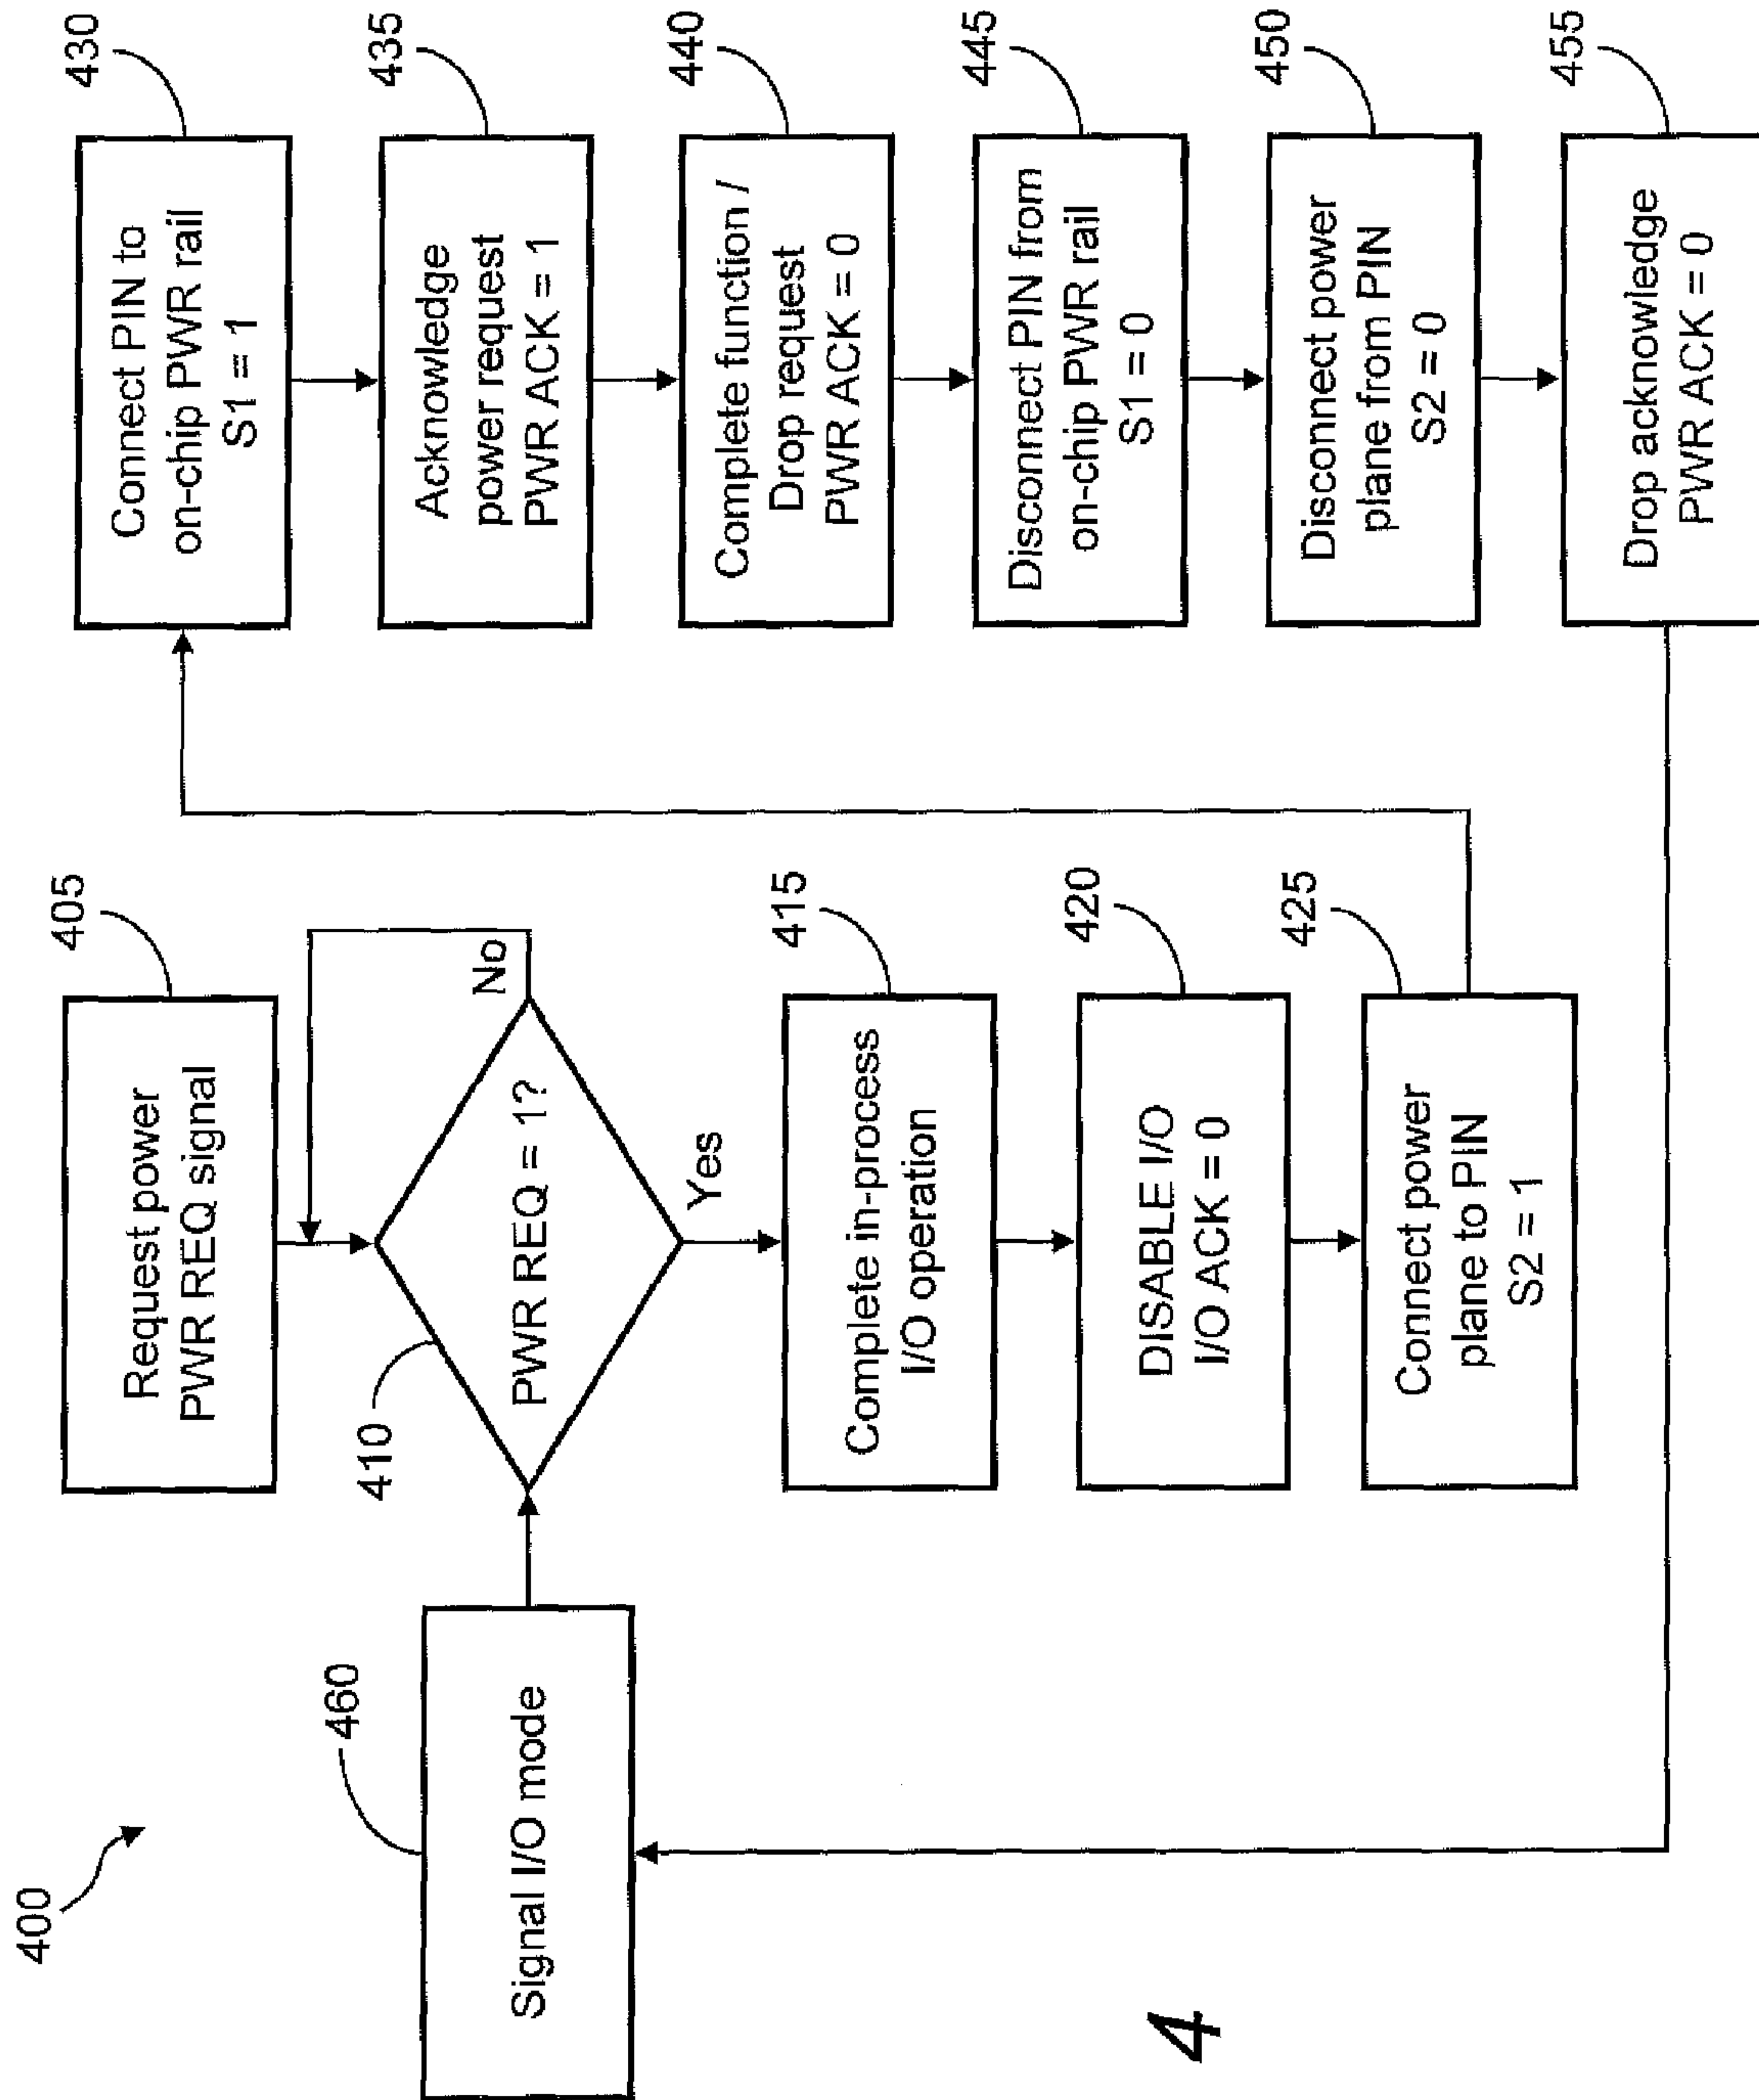 400
405
Request power
PWR REQ signal
410
PWR REQ = 1?
No
Yes
415
Complete in-process
I/O operation
420
DISABLE I/O
I/O ACK = 0
425
Connect power
plane to PIN
S2 = 1
430
Connect PIN to
on-chip PWR rail
S1 = 1
435
Acknowledge
power request
PWR ACK = 1
440
Complete function /
Drop request
PWR ACK = 0
445
Disconnect PIN from
on-chip PWR rail
S1 = 0
450
Disconnect power
plane from PIN
S2 = 0
455
Drop acknowledge
PWR ACK = 0
460
Signal I/O mode
4